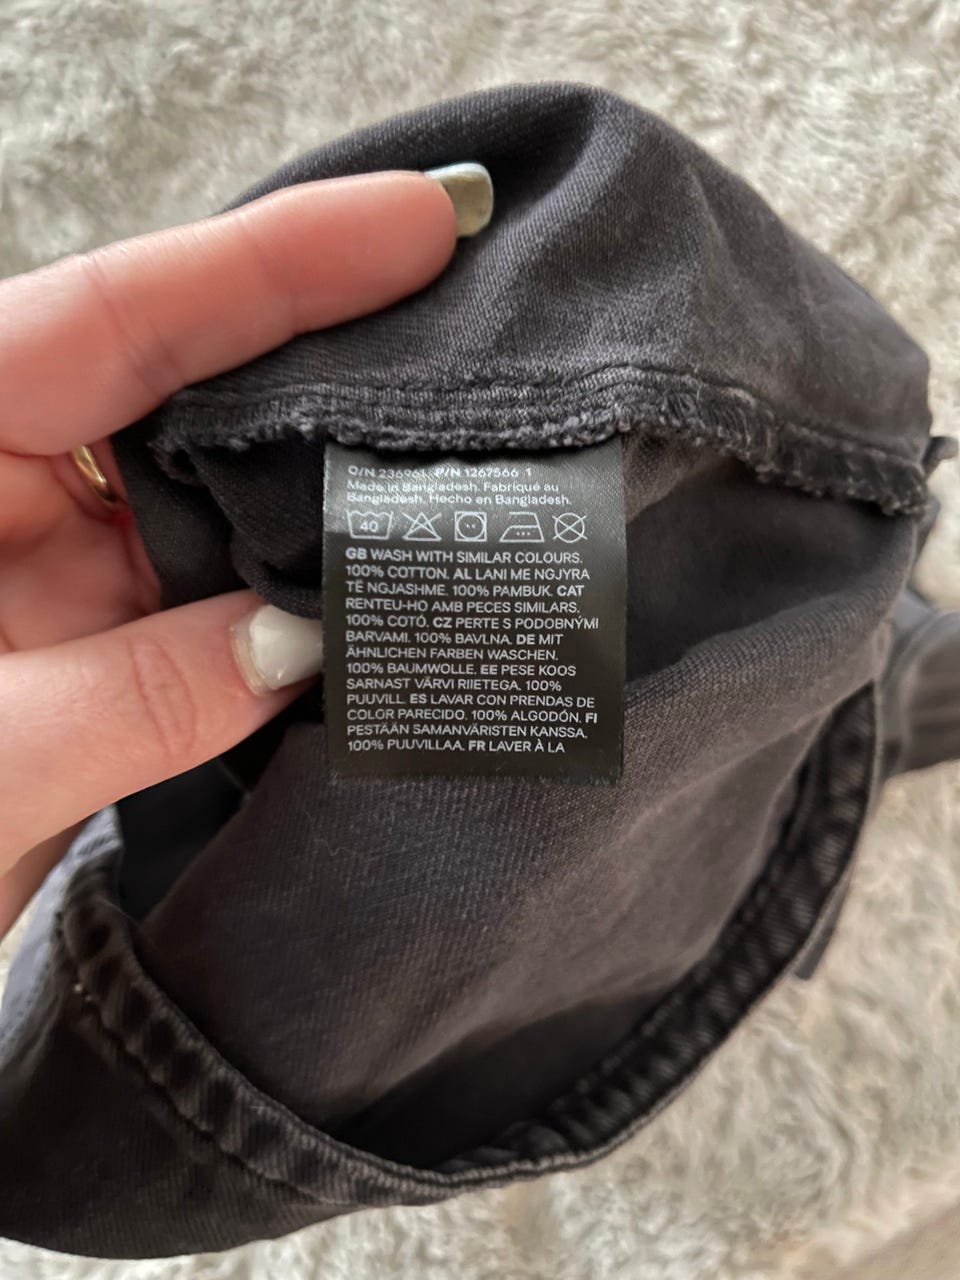 P/N 1267566 1
Made in Bangladesh. Fabriqué au
Bangladesh. Hecho en Bangladesh.
40
GB WASH WITH SIMILAR COLOURS.
100% COTTON. AL LANI ME NGJYRA
TË NGJASHME. 100% PAMBUK. CAT
RENTEU-HO AMB PECES SIMILARS.
100% COTÓ. CZ PERTE S PODOBNÝMI
BARVAMI. 100% BAVLNA. DE MIT
ÄHNLICHEN FARBEN WASCHEN.
100% BAUMWOLLE. EE PESE KOOS
SARNAST VÄRVI RIIETEGA. 100%
PUUVILL. ES LAVAR CON PRENDAS DE
COLOR PARECIDO. 100% ALGODÓN. FI
PESTÄÄN SAMANVÄRISTEN KANSSA.
100% PUUVILLAA. FR LAVER À LA